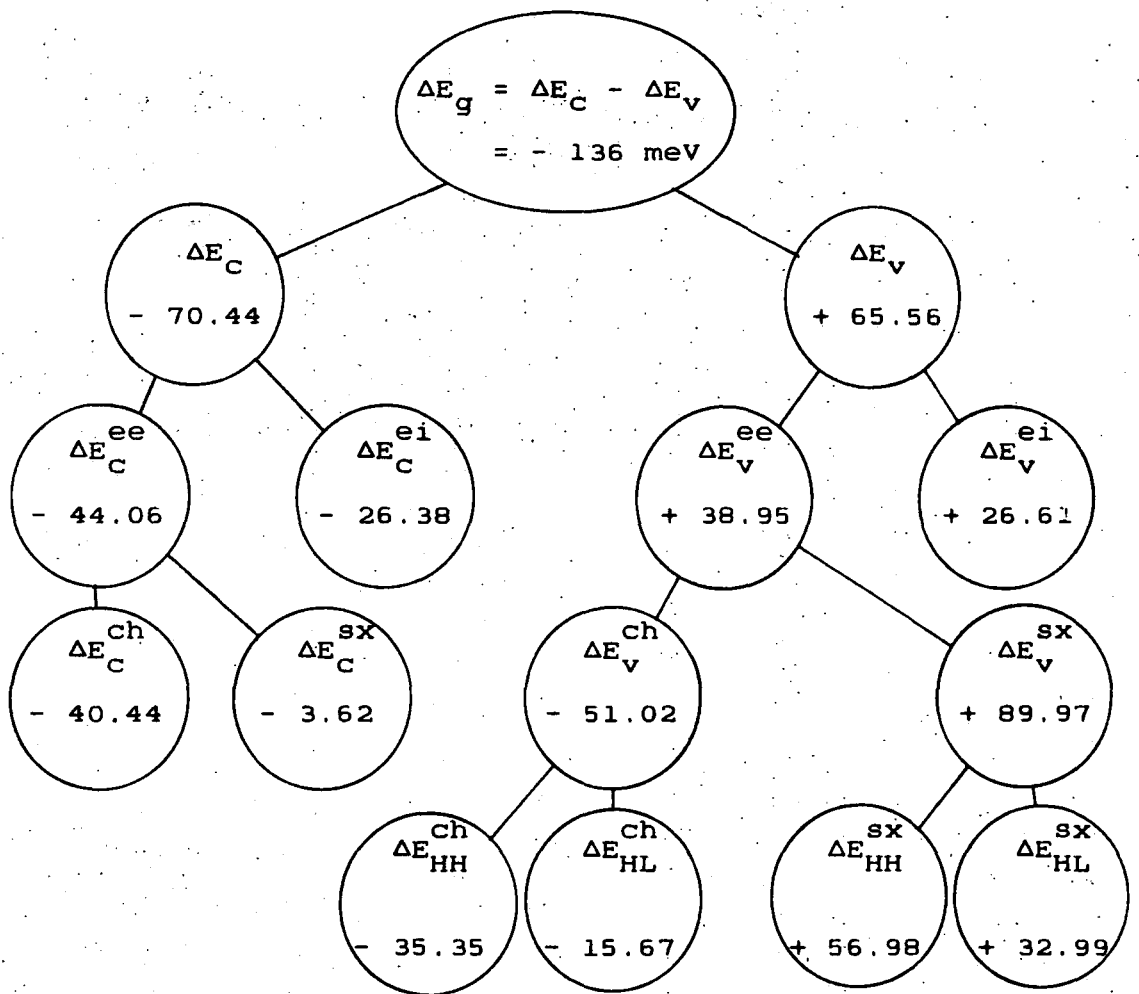 ΔE_g = ΔE_c - ΔE_v
= - 136 meV
ΔE_c
- 70.44
ΔE_v
+ 65.56
ΔE_c^ee
- 44.06
ΔE_c^ei
- 26.38
ΔE_v^ee
+ 38.95
ΔE_v^ei
+ 26.61
ΔE_c^ch
- 40.44
ΔE_c^sx
- 3.62
ΔE_v^ch
- 51.02
ΔE_v^sx
+ 89.97
ΔE_HH^ch
- 35.35
ΔE_HL^ch
- 15.67
ΔE_HH^sx
+ 56.98
ΔE_HL^sx
+ 32.99